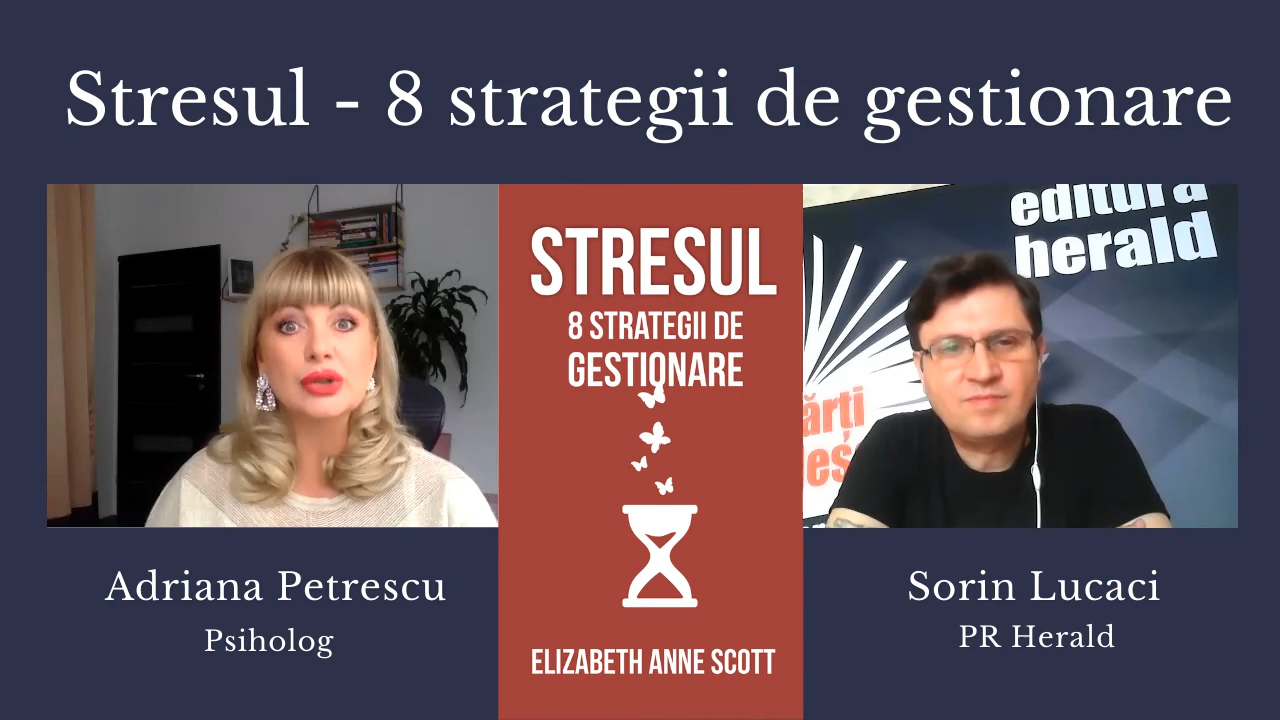 Stresul - 8 strategii de gestionare
editura
herald
STRESUL
8 STRATEGII DE
GESTIONARE
ELIZABETH ANNE SCOTT
Adriana Petrescu
Psiholog
Sorin Lucaci
PR Herald